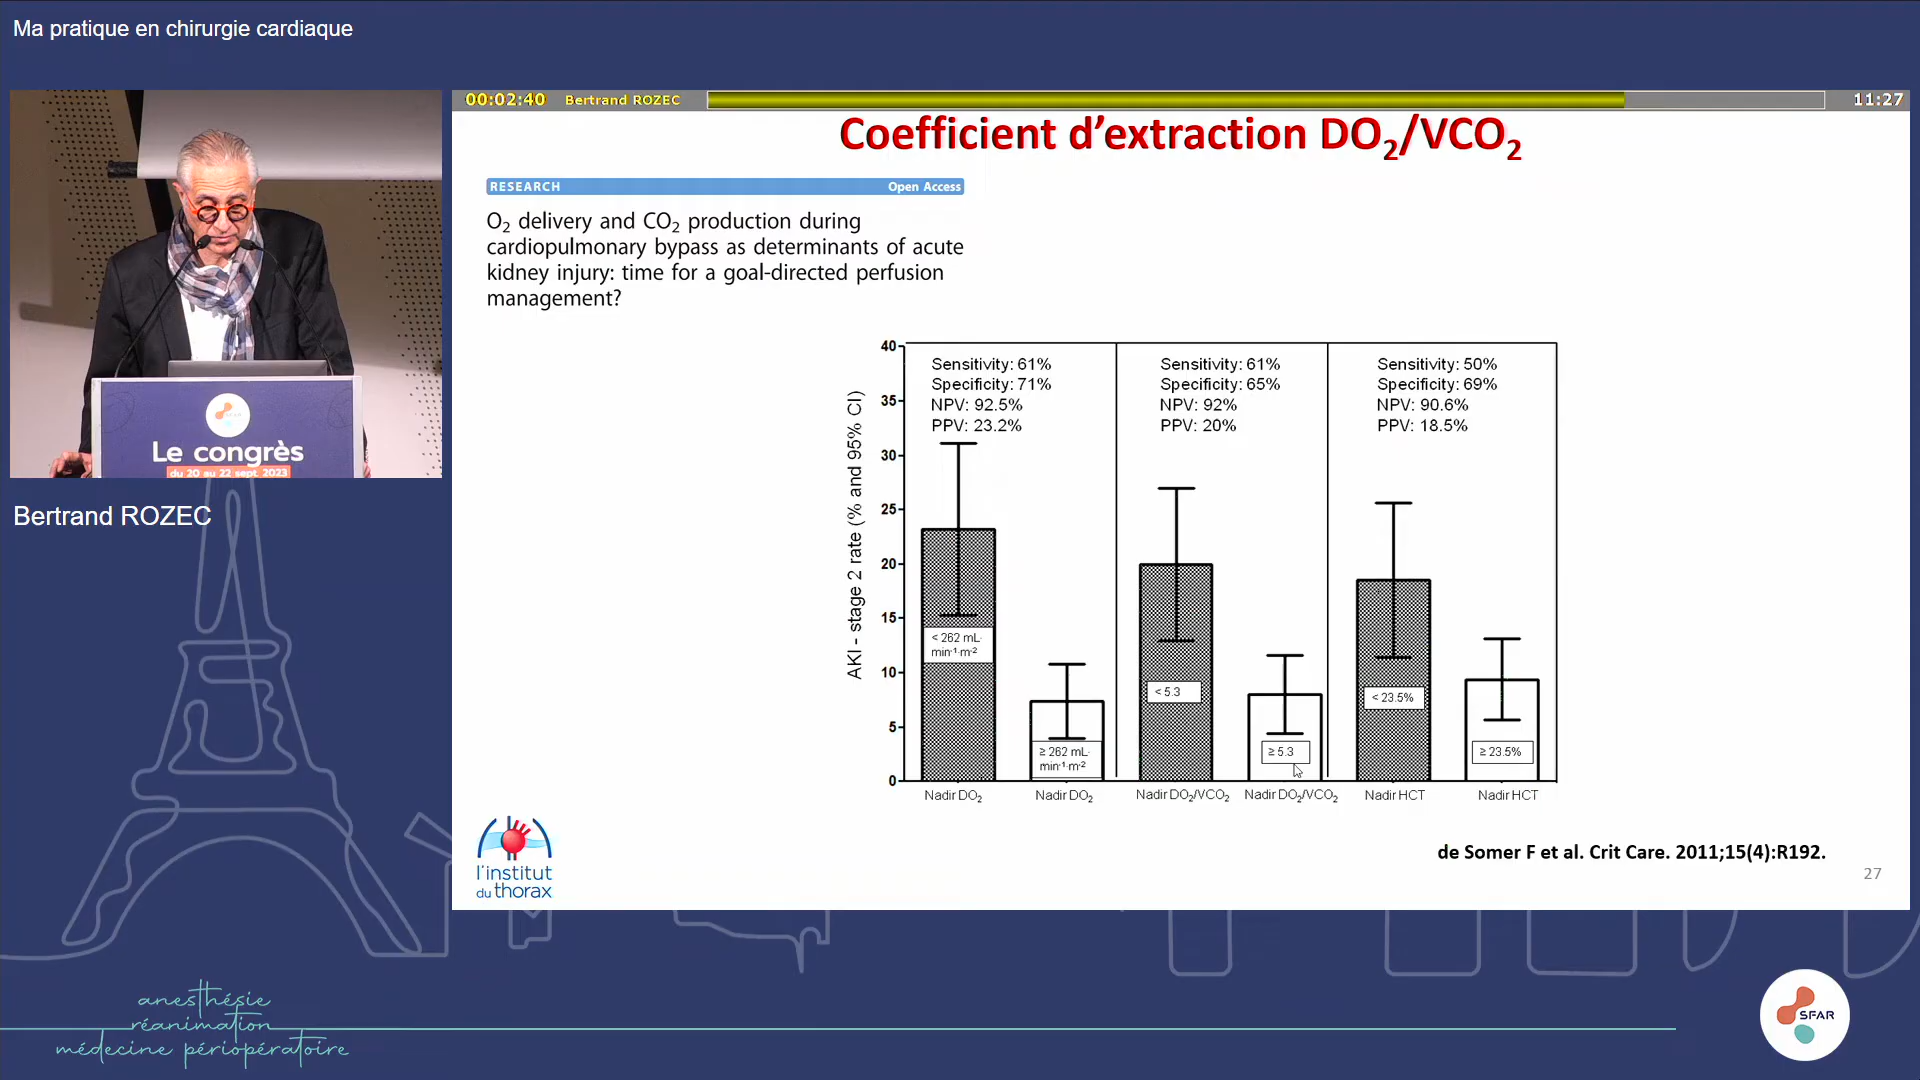 Ma pratique en chirurgie cardiaque
00:02:40 Bertrand ROZEC 11:27
Coefficient d’extraction DO₂/VCO₂
RESEARCH Open Access
O₂ delivery and CO₂ production during
cardiopulmonary bypass as determinants of acute
kidney injury: time for a goal-directed perfusion
management?
AKI - stage 2 rate (% and 95% CI)
40
35
30
25
20
15
10
5
0
Sensitivity: 61%
Specificity: 71%
NPV: 92.5%
PPV: 23.2%
Sensitivity: 61%
Specificity: 65%
NPV: 92%
PPV: 20%
Sensitivity: 50%
Specificity: 69%
NPV: 90.6%
PPV: 18.5%
< 262 mL·
min⁻¹·m⁻²
≥ 262 mL·
min⁻¹·m⁻²
< 5.3
≥ 5.3
< 23.5%
≥ 23.5%
Nadir DO₂
Nadir DO₂
Nadir DO₂/VCO₂
Nadir DO₂/VCO₂
Nadir HCT
Nadir HCT
de Somer F et al. Crit Care. 2011;15(4):R192.
27
l'institut
du thorax
SFAR
Le congrès
du 20 au 22 sept. 2023
Bertrand ROZEC
anesthésie
réanimation
médecine périopératoire
SFAR